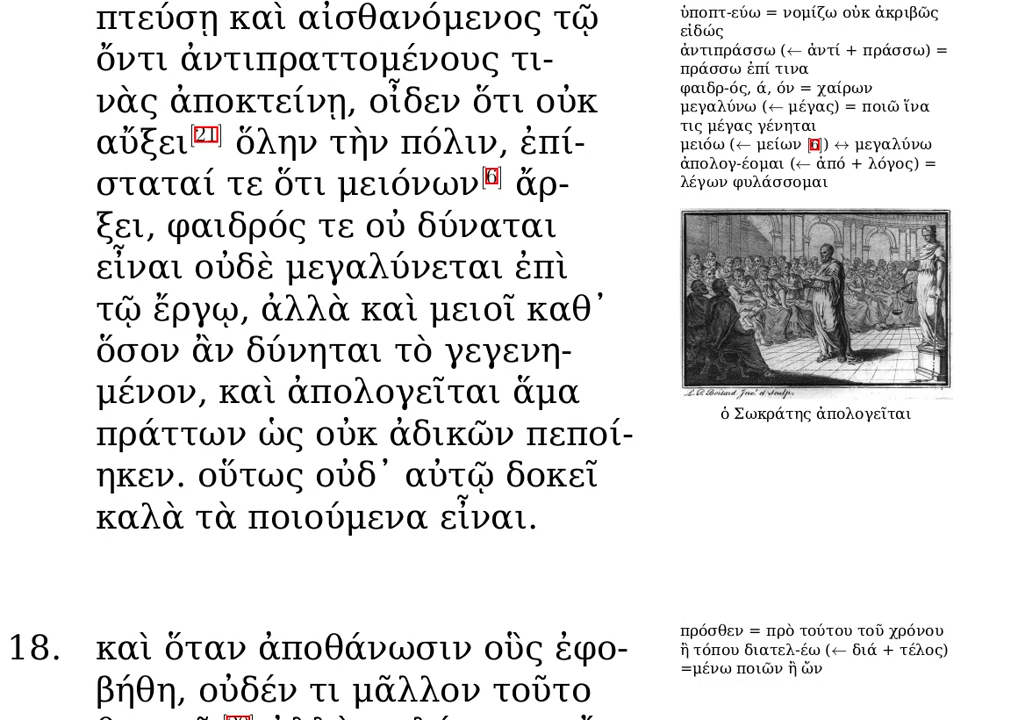 πτεύσῃ καὶ αἰσθανόμενος τῷ
ὄντι ἀντιπραττομένους τι-
νὰς ἀποκτείνῃ, οἶδεν ὅτι οὐκ
αὔξει[21] ὅλην τὴν πόλιν, ἐπί-
σταταί τε ὅτι μειόνων[6] ἄρ-
ξει, φαιδρός τε οὐ δύναται
εἶναι οὐδὲ μεγαλύνεται ἐπὶ
τῷ ἔργῳ, ἀλλὰ καὶ μειοῖ καθ᾽
ὅσον ἂν δύνηται τὸ γεγενη-
μένον, καὶ ἀπολογεῖται ἅμα
πράττων ὡς οὐκ ἀδικῶν πεποί-
ηκεν. οὕτως οὐδ᾽ αὐτῷ δοκεῖ
καλὰ τὰ ποιούμενα εἶναι.
ὑποπτ-εύω = νομίζω οὐκ ἀκριβῶς
εἰδώς
ἀντιπράσσω (← ἀντί + πράσσω) =
πράσσω ἐπί τινα
φαιδρ-ός, ά, όν = χαίρων
μεγαλύνω (← μέγας) = ποιῶ ἵνα
τις μέγας γένηται
μειόω (← μείων [6]) ↔ μεγαλύνω
ἀπολογ-έομαι (← ἀπό + λόγος) =
λέγων φυλάσσομαι
ὁ Σωκράτης ἀπολογεῖται
18. καὶ ὅταν ἀποθάνωσιν οὓς ἐφο-
βήθη, οὐδέν τι μᾶλλον τοῦτο
πρόσθεν = πρὸ τούτου τοῦ χρόνου
ἢ τόπου διατελ-έω (← διά + τέλος)
=μένω ποιῶν ἢ ὤν